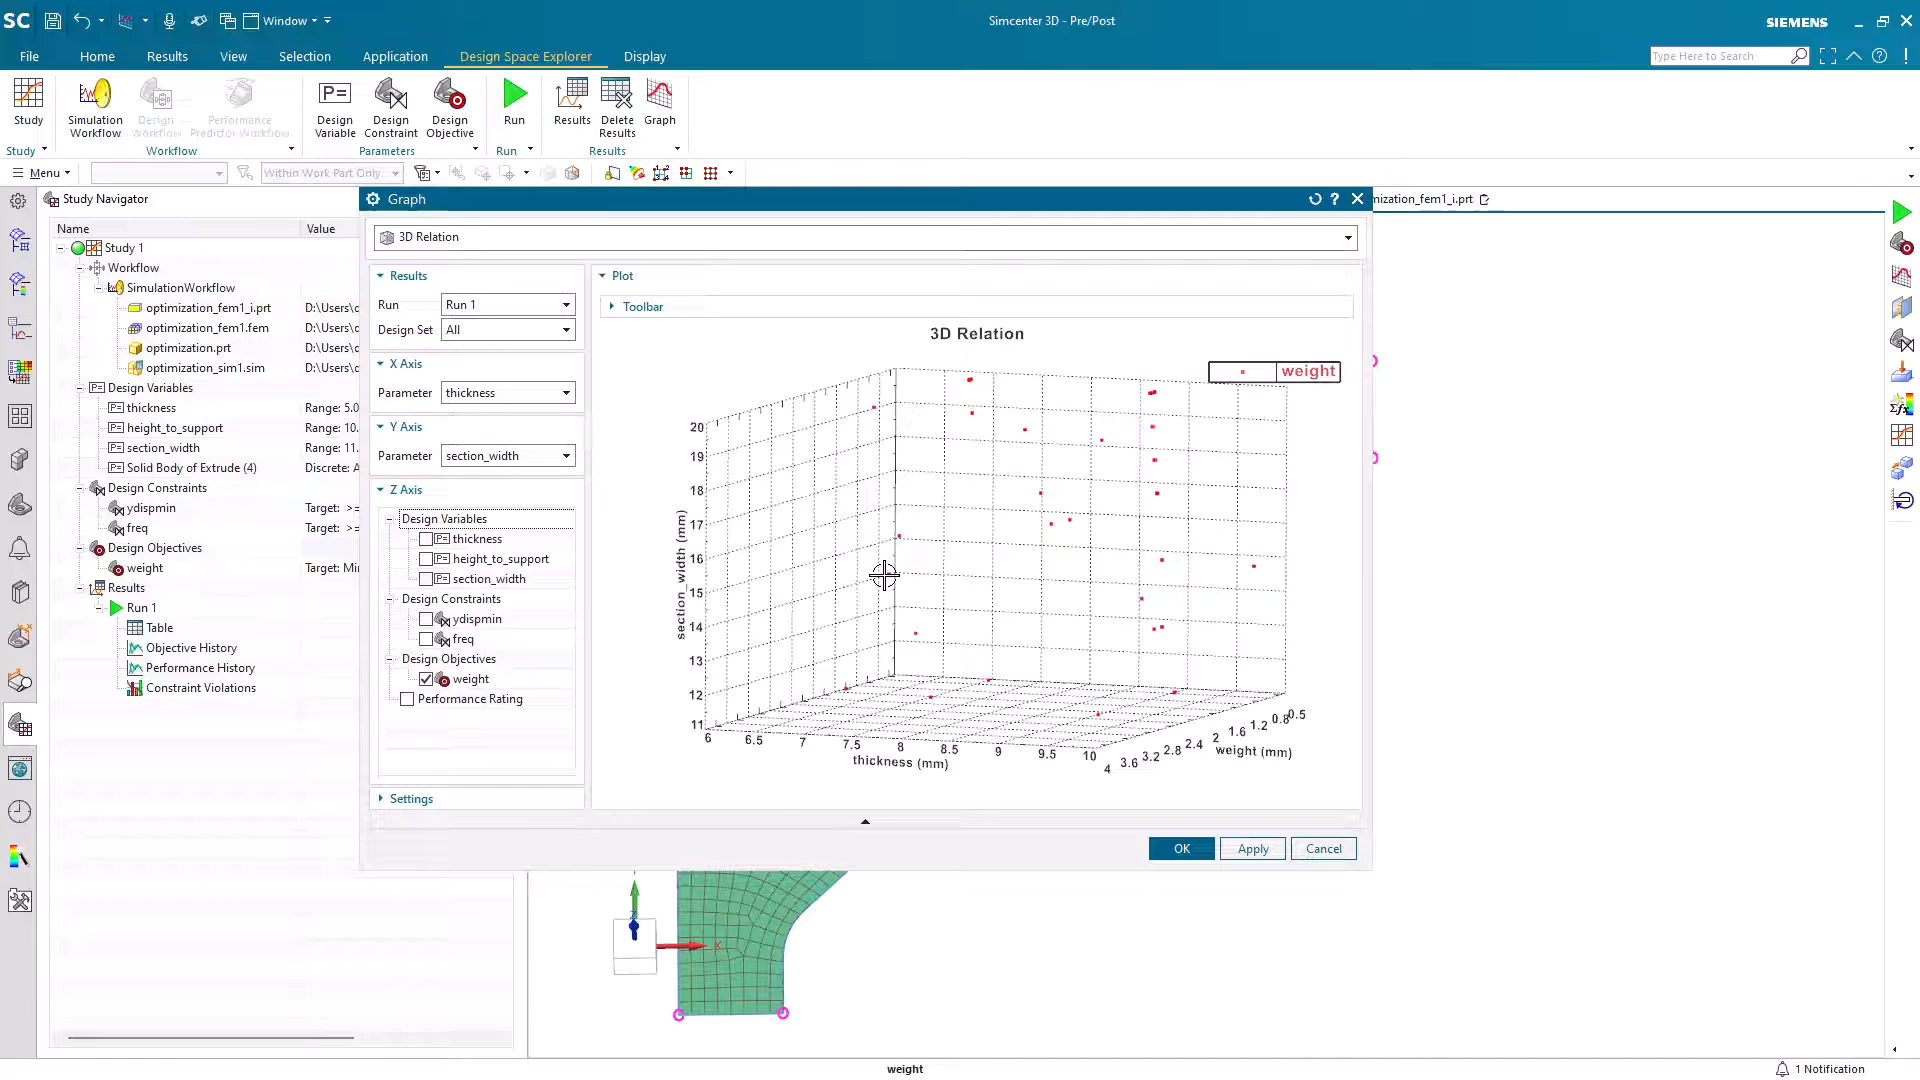 SC
Window
Simcenter 3D - Pre/Post
SIEMENS
File
Home
Results
View
Selection
Application
Design Space Explorer
Display
Type Here to Search
Study
Simulation
Workflow
Design
Workflow
Performance
Predictor Workflow
P=
Design
Variable
Design
Constraint
Design
Objective
Run
Results
Delete
Results
Graph
Study
Workflow
Parameters
Run
Results
Menu
Within Work Part Only
Study Navigator
Name
Value
Study 1
Workflow
SimulationWorkflow
optimization_fem1_i.prt D:\Users\c
optimization_fem1.fem D:\Users\c
optimization.prt D:\Users\c
optimization_sim1.sim D:\Users\c
Design Variables
thickness Range: 5.0
height_to_support Range: 10.
section_width Range: 11.
Solid Body of Extrude (4) Discrete: A
Design Constraints
ydispmin Target: >=
freq Target: >=
Design Objectives
weight Target: Mir
Results
Run 1
Table
Objective History
Performance History
Constraint Violations
Graph
mization_fem1_i.prt
3D Relation
Results
Run Run 1
Design Set All
X Axis
Parameter thickness
Y Axis
Parameter section_width
Z Axis
Design Variables
thickness
height_to_support
section_width
Design Constraints
ydispmin
freq
Design Objectives
weight
Performance Rating
Settings
Plot
Toolbar
3D Relation
weight
20
19
18
17
16
15
14
13
12
11
section_width (mm)
6 6.5 7 7.5 8 8.5 9 9.5 10
thickness (mm)
4 3.6 3.2 2.8 2.4 2 1.6 1.2 0.8 0.5
weight (mm)
OK
Apply
Cancel
Z
X
weight
1 Notification